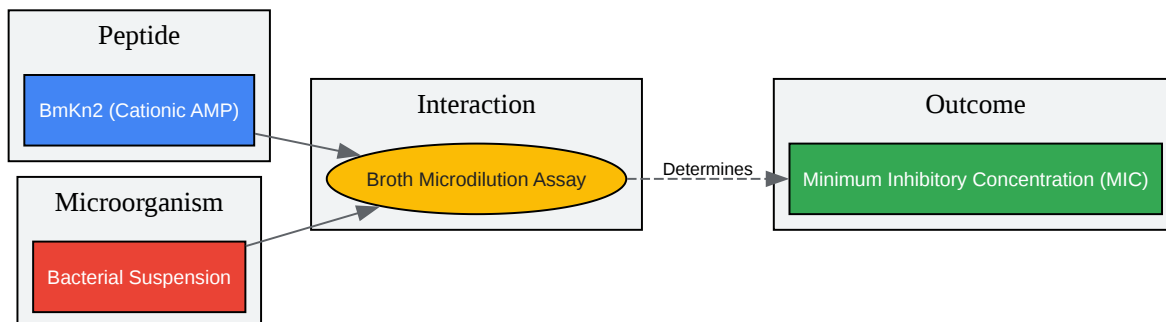 Peptide
BmKn2 (Cationic AMP)
Microorganism
Bacterial Suspension
Interaction
Broth Microdilution Assay
Determines
Outcome
Minimum Inhibitory Concentration (MIC)